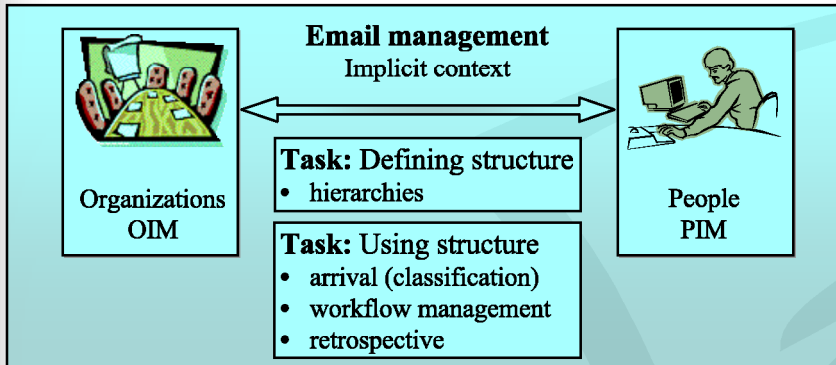 Email management
Implicit context
Organizations
OIM
Task: Defining structure
• hierarchies
Task: Using structure
• arrival (classification)
• workflow management
• retrospective
People
PIM